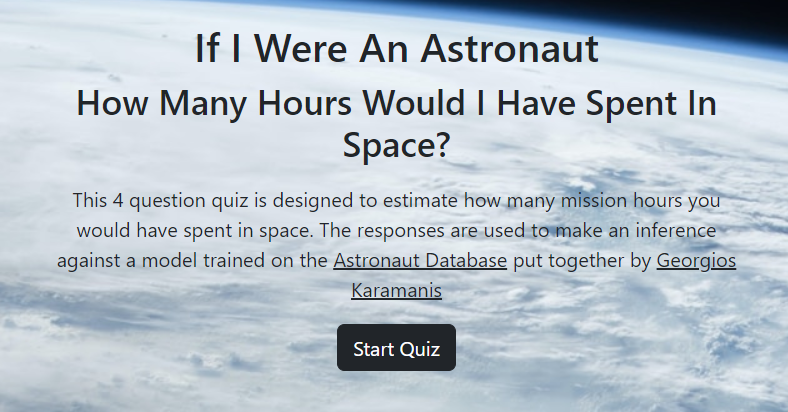 If I Were An Astronaut
How Many Hours Would I Have Spent In
Space?
This 4 question quiz is designed to estimate how many mission hours you
would have spent in space. The responses are used to make an inference
against a model trained on the Astronaut Database put together by Georgios
Karamanis
Start Quiz